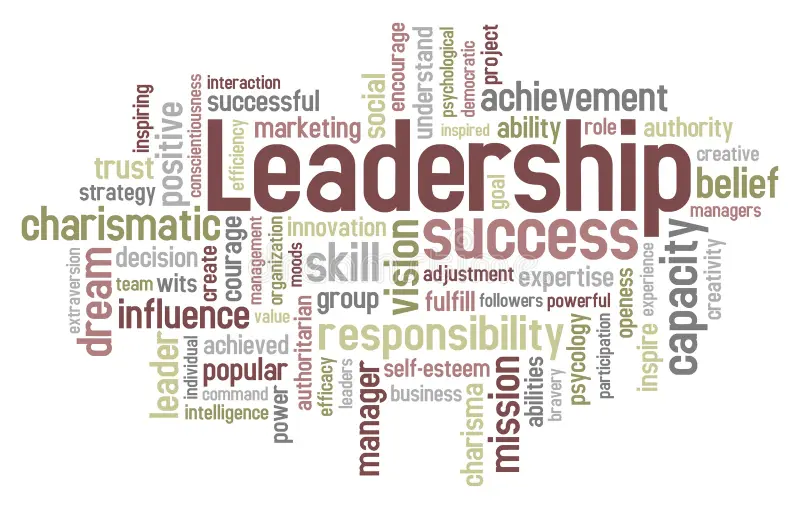 encourage
understand
psychological
democratic
project
interaction
social
successful
achievement
inspiring
positive
conscientiousness
efficiency
marketing
inspired
ability
role
authority
Leadership
trust
strategy
goal
creative
belief
managers
charismatic
innovation
success
capacity
courage
management
organization
moods
create
decision
skill
vision
adjustment
expertise
extraversion
dream
team
wits
group
fulfill
followers
powerful
openness
experience
creativity
influence
value
authoritarian
responsibility
psycology
participation
inspire
leader
individual
achieved
popular
command
intelligence
power
efficacy
leaders
manager
self-esteem
business
charisma
mission
abilities
bravery